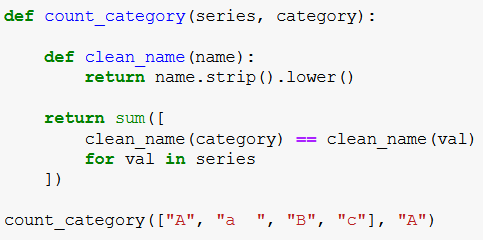 def count_category(series, category):
    def clean_name(name):
        return name.strip().lower()
    return sum([
        clean_name(category) == clean_name(val)
        for val in series
    ])
count_category(["A", "a  ", "B", "c"], "A")